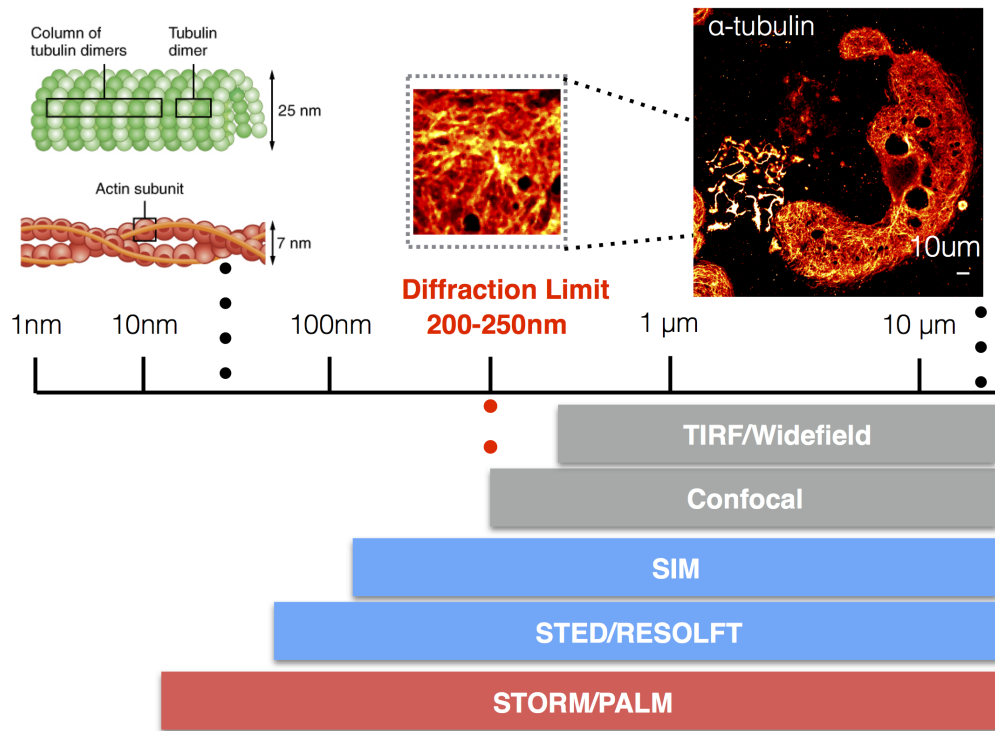 Column of
tubulin dimers
Tubulin
dimer
25 nm
Actin subunit
7 nm
α-tubulin
10um
Diffraction Limit
200-250nm
1nm
10nm
100nm
1 µm
10 µm
TIRF/Widefield
Confocal
SIM
STED/RESOLFT
STORM/PALM